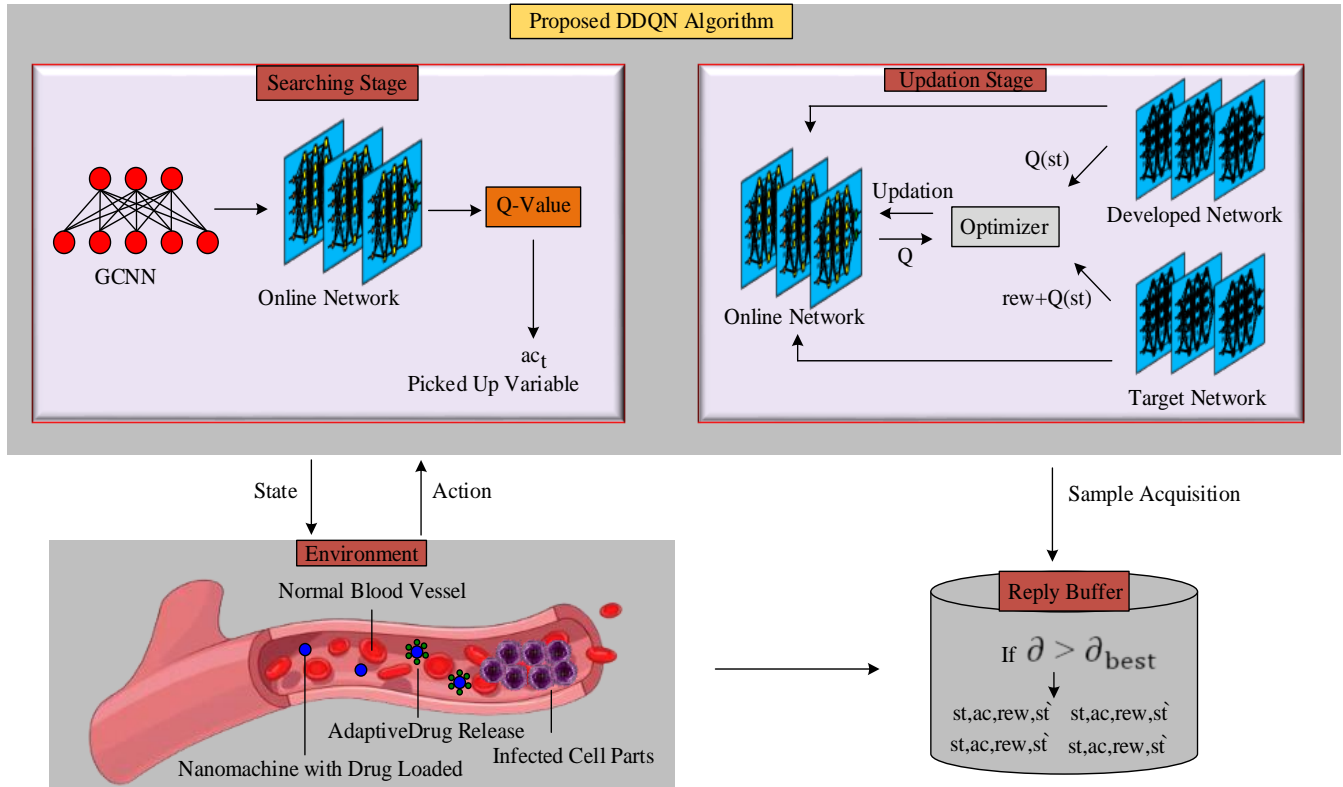 Proposed DDQN Algorithm
Searching Stage
GCNN
Online Network
Q-Value
ac_t
Picked Up Variable
Updation Stage
Q(st)
Developed Network
Updation
Optimizer
Q
rew+Q(st)
Online Network
Target Network
State
Action
Sample Acquisition
Environment
Normal Blood Vessel
AdaptiveDrug Release
Infected Cell Parts
Nanomachine with Drug Loaded
Reply Buffer
If ∂ > ∂_best
st,ac,rew,st` st,ac,rew,st`
st,ac,rew,st` st,ac,rew,st`